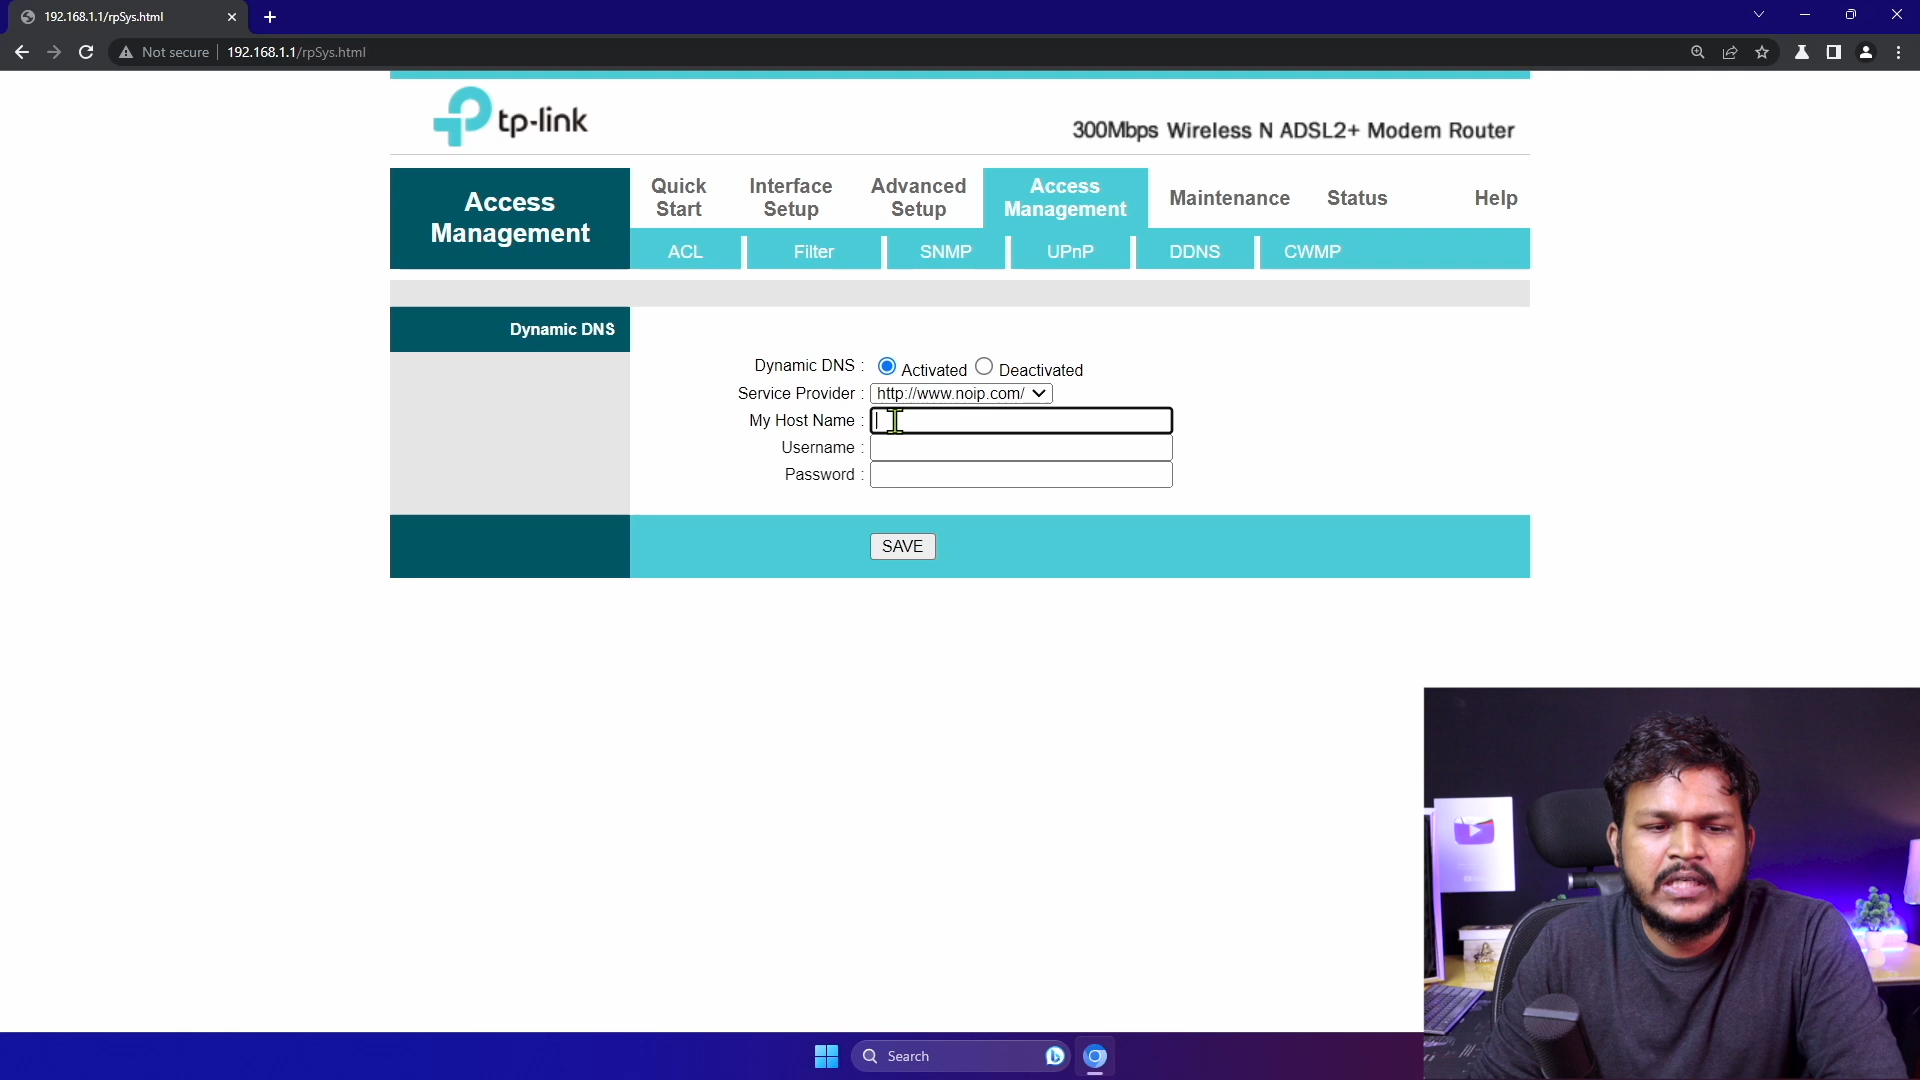 192.168.1.1/rpSys.html
Not secure 192.168.1.1/rpSys.html
tp-link
300Mbps Wireless N ADSL2+ Modem Router
Access Management
Quick Start
Interface Setup
Advanced Setup
Access Management
Maintenance
Status
Help
ACL
Filter
SNMP
UPnP
DDNS
CWMP
Dynamic DNS
Dynamic DNS : Activated Deactivated
Service Provider : http://www.noip.com/
My Host Name :
Username :
Password :
SAVE
Search